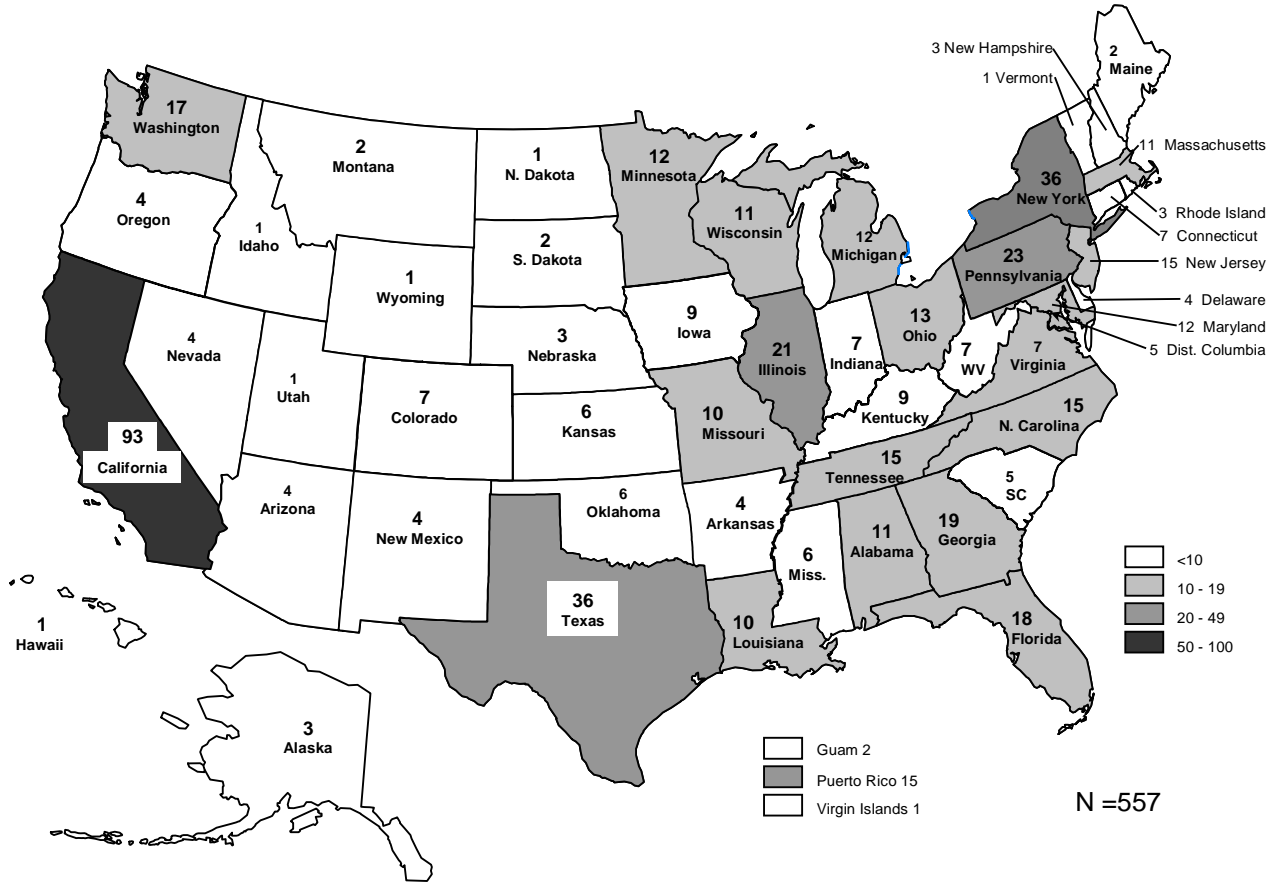 3 New Hampshire
2
Maine
1 Vermont
17
Washington
2
Montana
1
N. Dakota
12
Minnesota
11 Massachusetts
36
New York
4
Oregon
1
Idaho
11
Wisconsin
3 Rhode Island
12
Michigan
7 Connecticut
2
S. Dakota
23
Pennsylvania
15 New Jersey
1
Wyoming
4 Delaware
9
Iowa
13
Ohio
12 Maryland
4
Nevada
3
Nebraska
21
Illinois
7
Indiana
7
WV
7
Virginia
5 Dist. Columbia
1
Utah
7
Colorado
9
Kentucky
6
Kansas
10
Missouri
15
N. Carolina
93
California
15
Tennessee
4
Arizona
6
Oklahoma
4
Arkansas
5
SC
4
New Mexico
11
Alabama
19
Georgia
6
Miss.
<10
10 - 19
20 - 49
50 - 100
36
Texas
10
Louisiana
18
Florida
1
Hawaii
3
Alaska
Guam 2
Puerto Rico 15
Virgin Islands 1
N =557